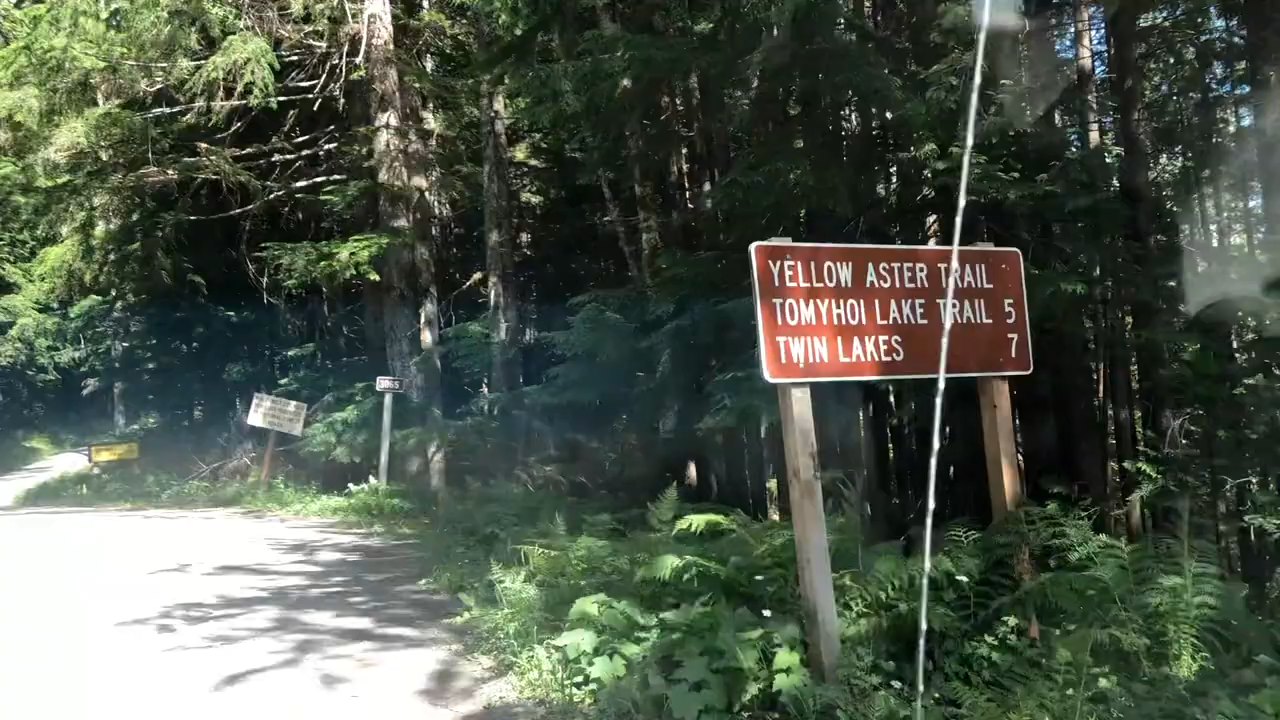 YELLOW ASTER TRAIL
TOMYHOI LAKE TRAIL 5
TWIN LAKES 7
3065